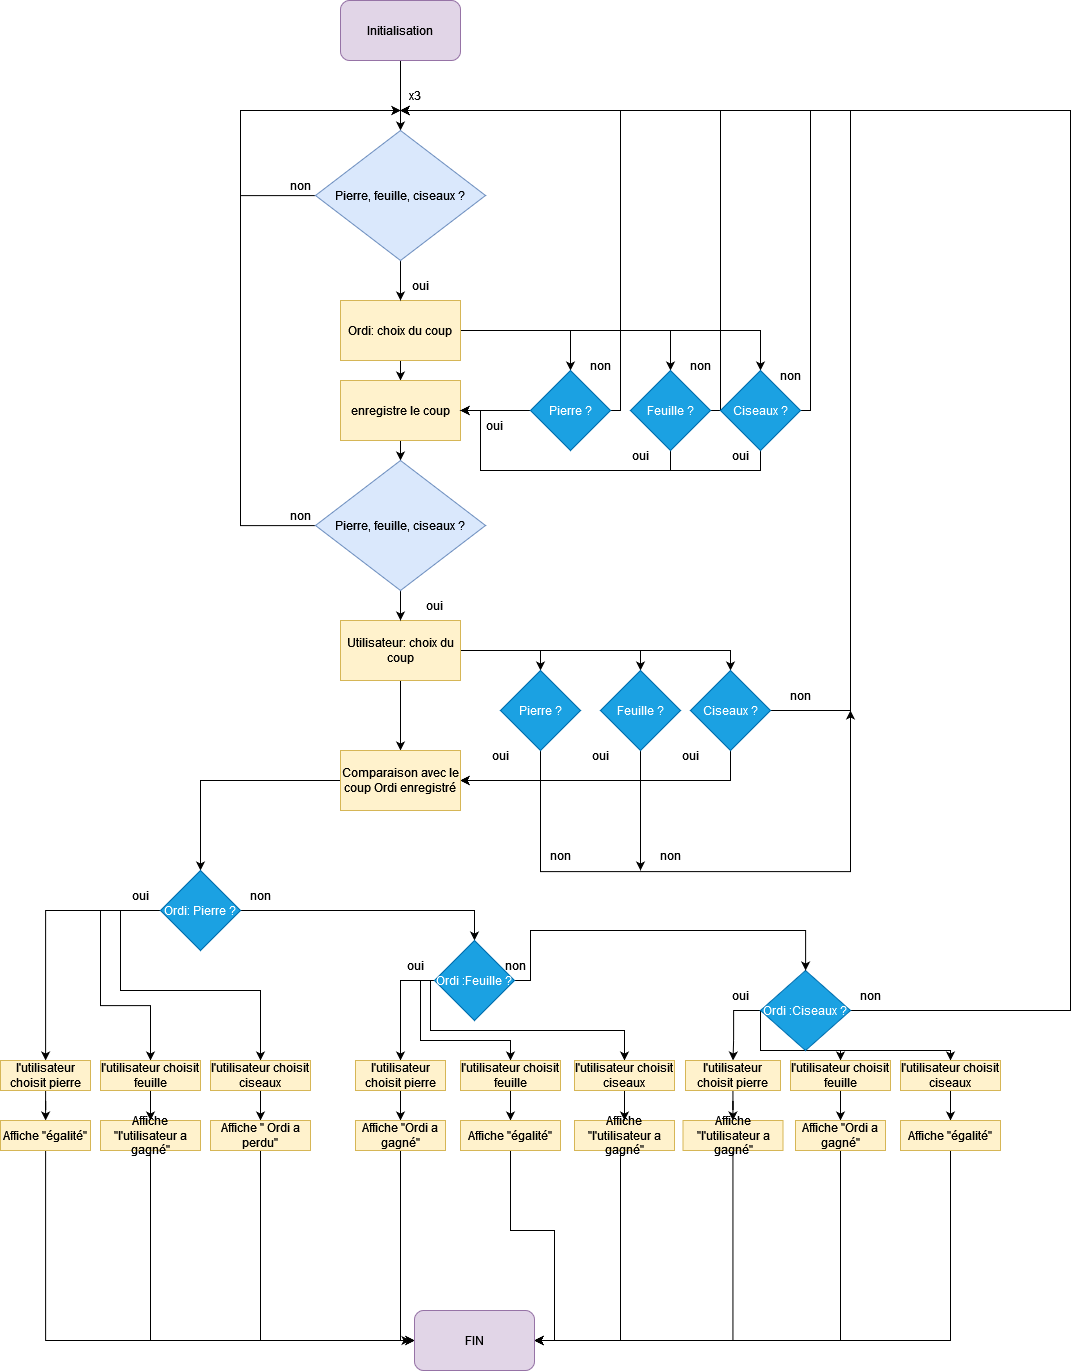 Initialisation
x3
non
Pierre, feuille, ciseaux ?
oui
Ordi: choix du coup
non
non
non
enregistre le coup
Pierre ?
Feuille ?
Ciseaux ?
oui
oui
oui
non
Pierre, feuille, ciseaux ?
oui
Utilisateur: choix du
coup
non
Pierre ?
Feuille ?
Ciseaux ?
oui
oui
oui
Comparaison avec le
coup Ordi enregistré
non
non
oui
non
Ordi: Pierre ?
oui
non
Ordi :Feuille ?
oui
non
Ordi :Ciseaux ?
l'utilisateur
choisit pierre
l'utilisateur choisit
feuille
l'utilisateur choisit
ciseaux
l'utilisateur
choisit pierre
l'utilisateur choisit
feuille
l'utilisateur choisit
ciseaux
l'utilisateur
choisit pierre
l'utilisateur choisit
feuille
l'utilisateur choisit
ciseaux
Affiche "égalité"
Affiche
"l'utilisateur a
gagné"
Affiche " Ordi a
perdu"
Affiche "Ordi a
gagné"
Affiche "égalité"
Affiche
"l'utilisateur a
gagné"
Affiche
"l'utilisateur a
gagné"
Affiche "Ordi a
gagné"
Affiche "égalité"
FIN